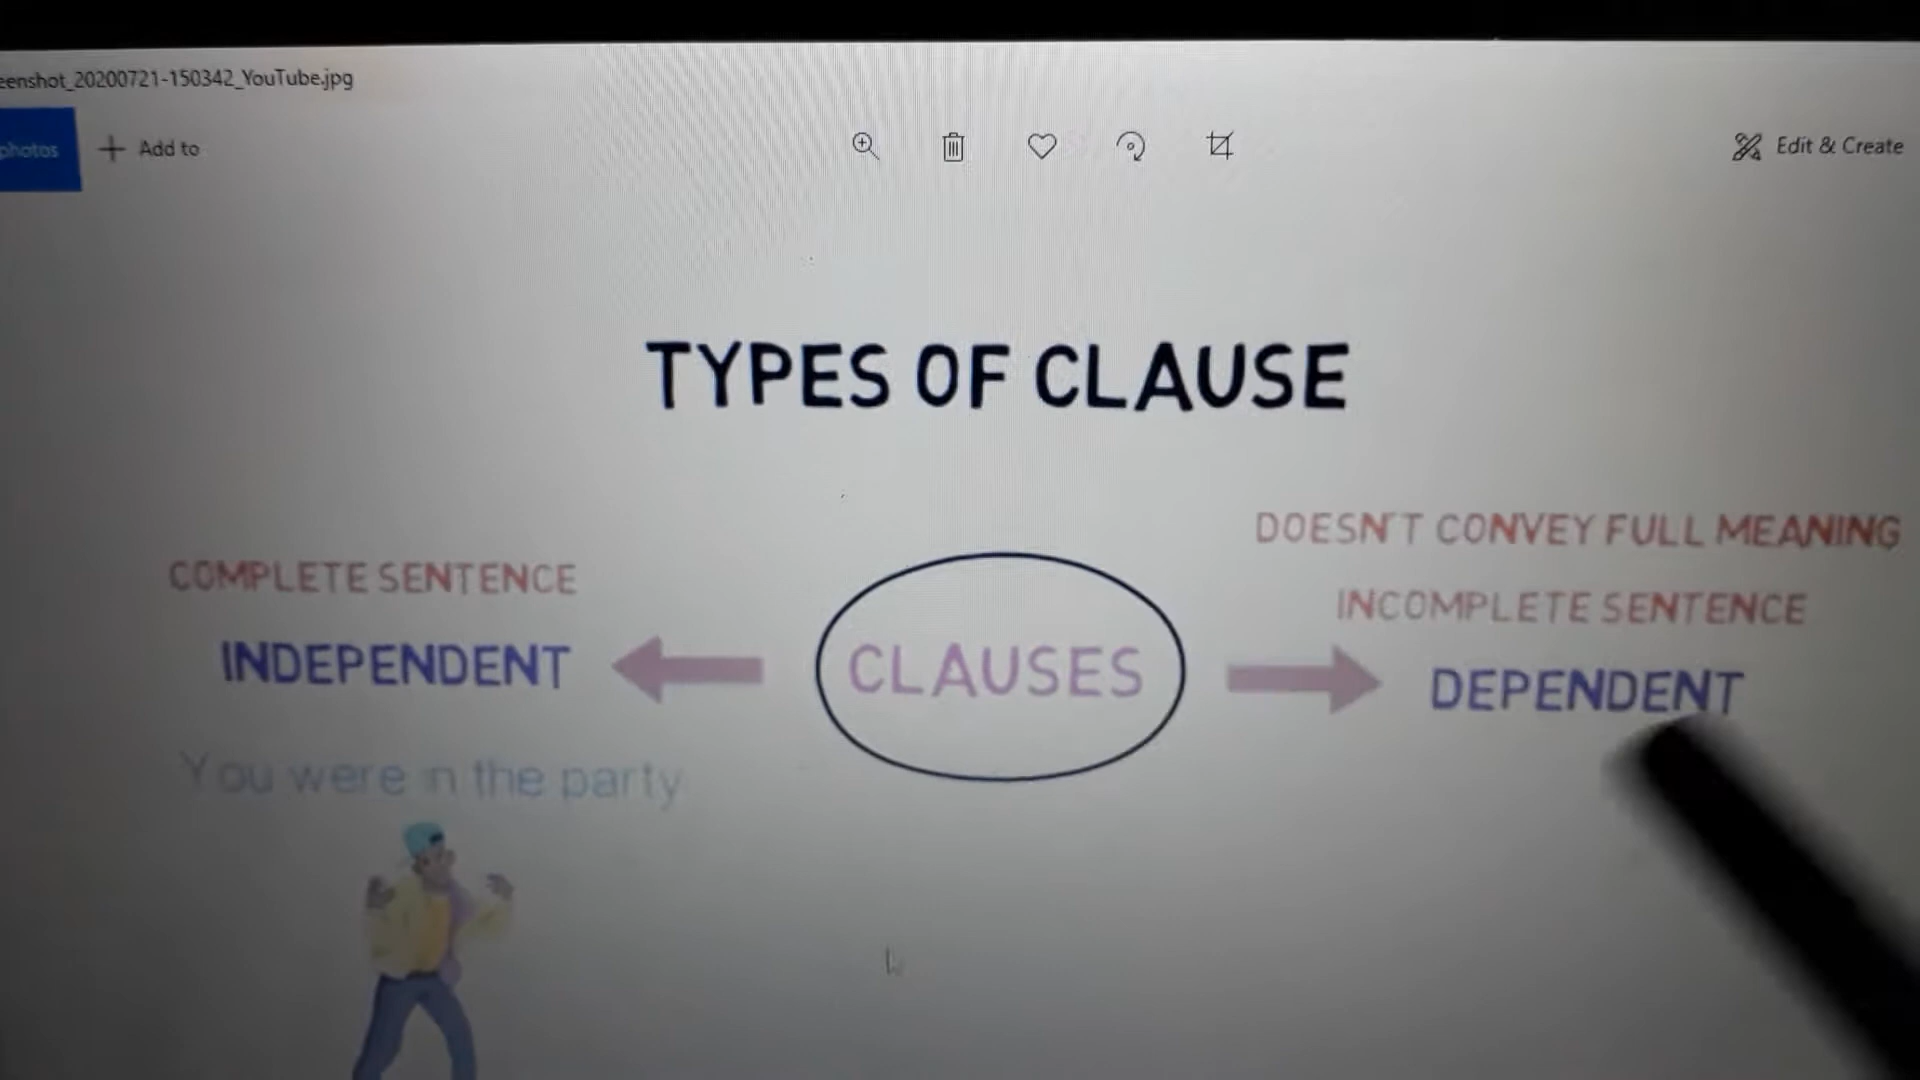 eenshot_20200721-150342_YouTube.jpg
photos
Add to
Edit & Create
TYPES OF CLAUSE
DOESN'T CONVEY FULL MEANING
COMPLETE SENTENCE
INCOMPLETE SENTENCE
INDEPENDENT
CLAUSES
DEPENDENT
You were n the party